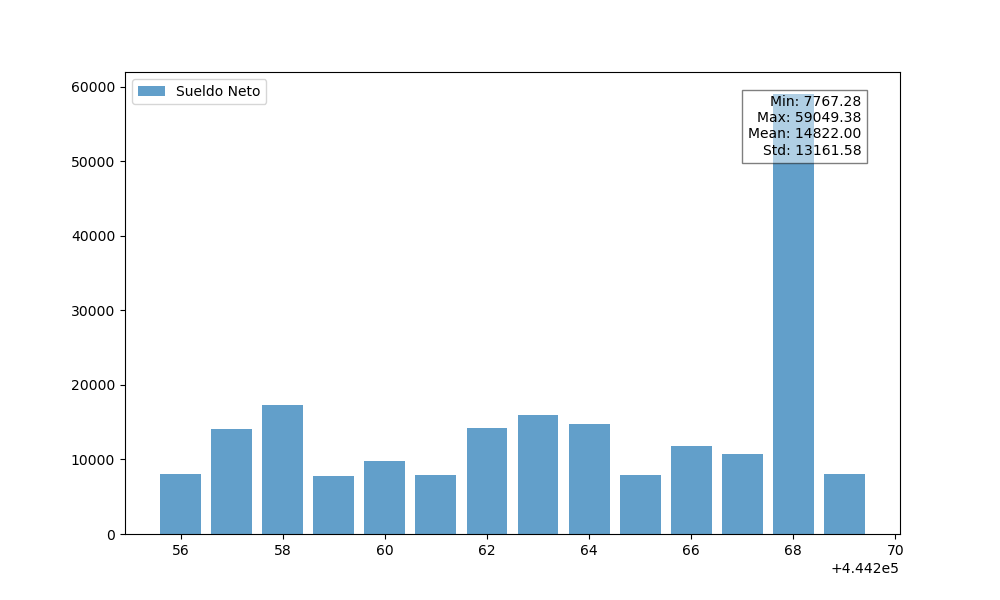 60000
50000
40000
30000
20000
10000
0
Sueldo Neto
Min: 7767.28
Max: 59049.38
Mean: 14822.00
Std: 13161.58
56 58 60 62 64 66 68 70
+4.442e5